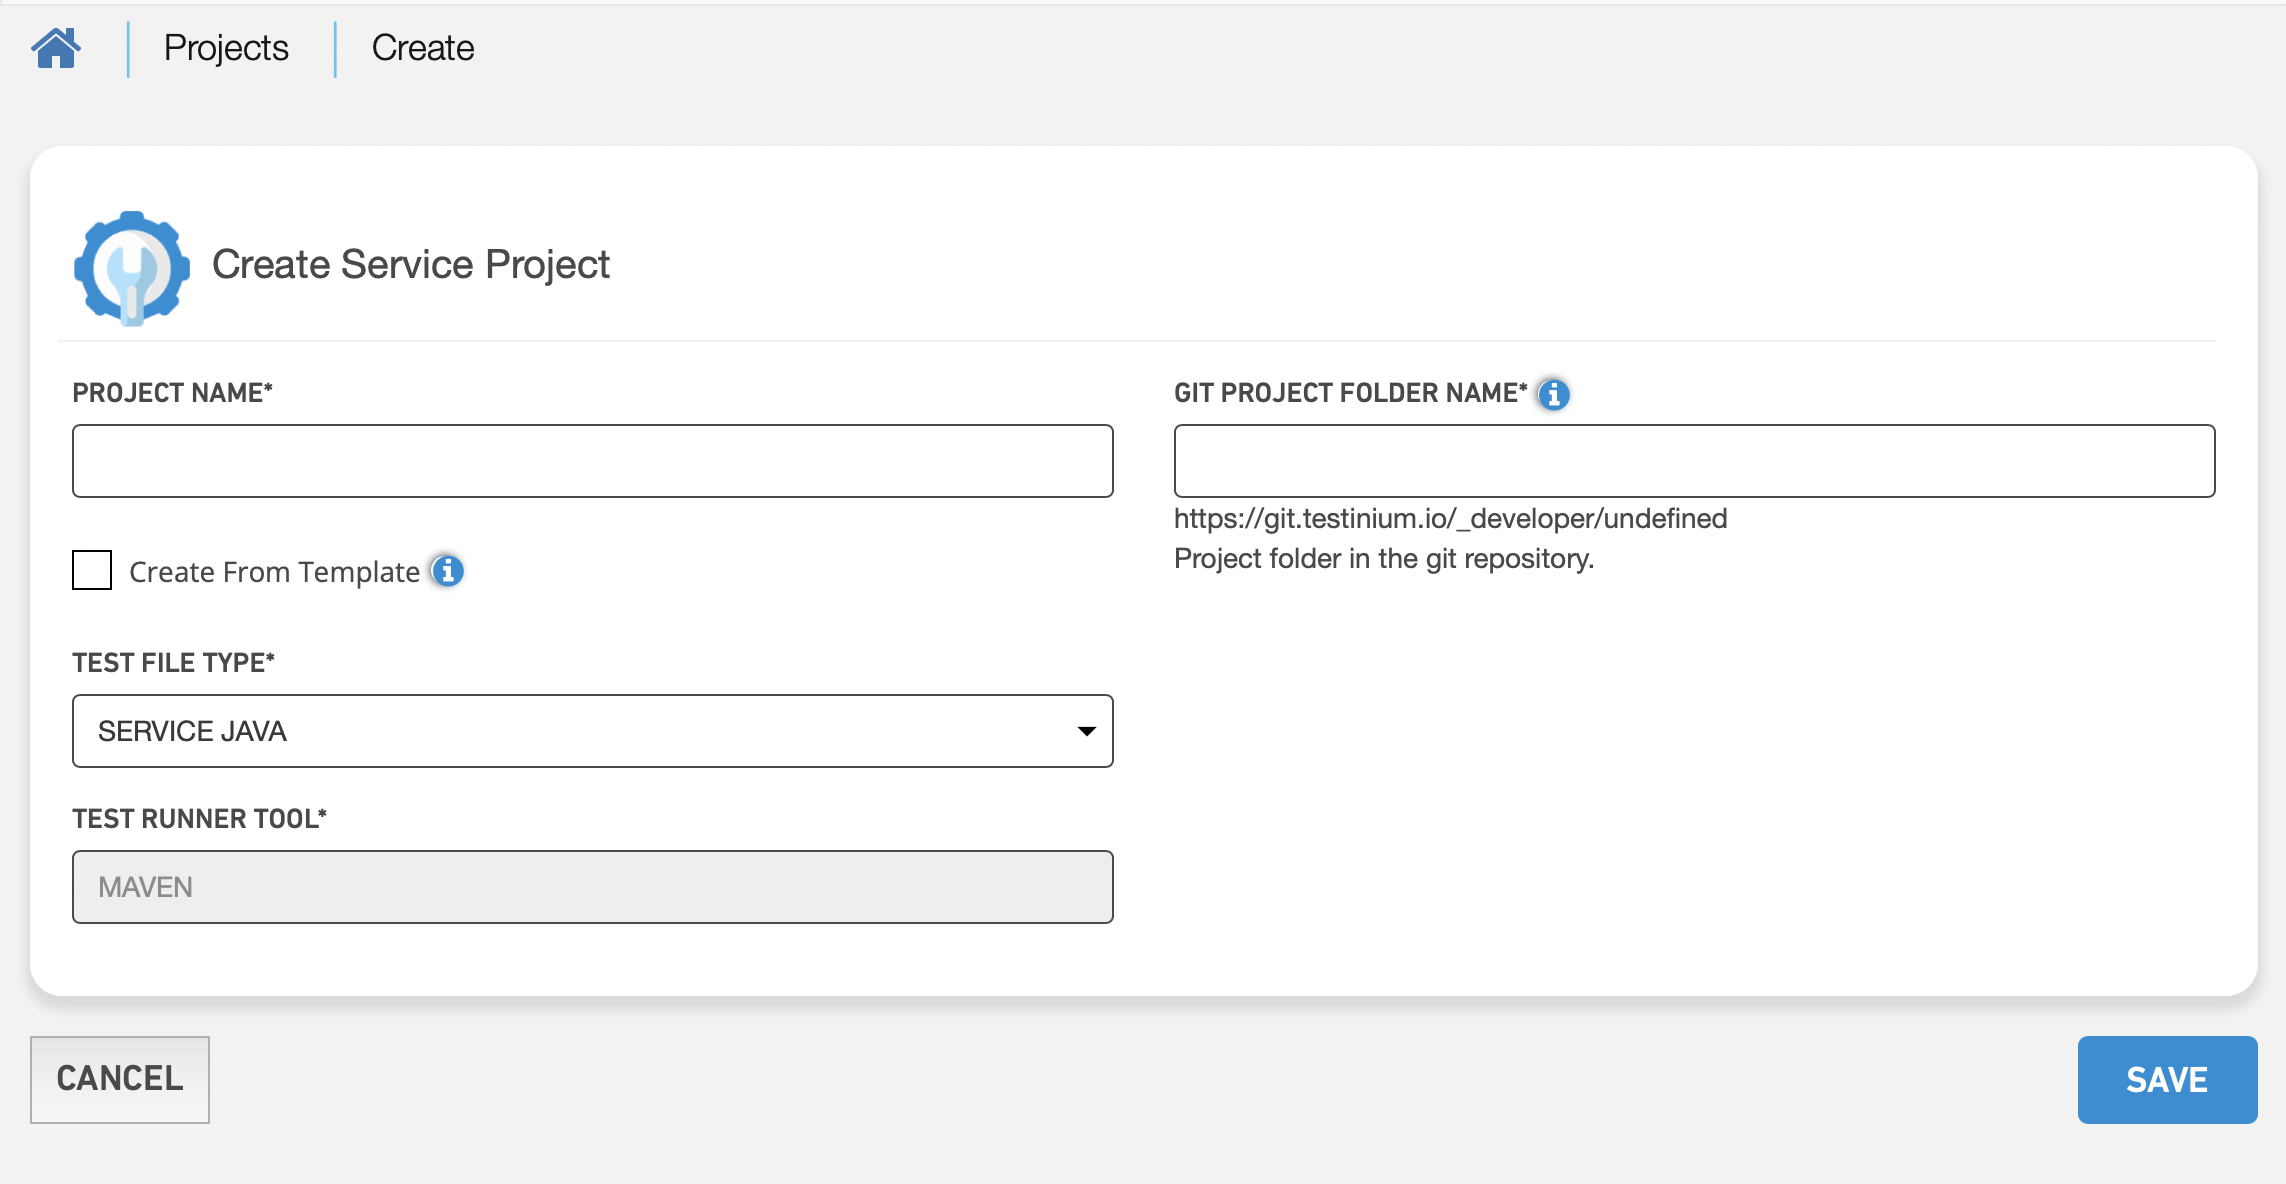 Projects
Create
Create Service Project
PROJECT NAME*
GIT PROJECT FOLDER NAME*
https://git.testinium.io/_developer/undefined
Project folder in the git repository.
Create From Template
TEST FILE TYPE*
SERVICE JAVA
TEST RUNNER TOOL*
MAVEN
CANCEL
SAVE